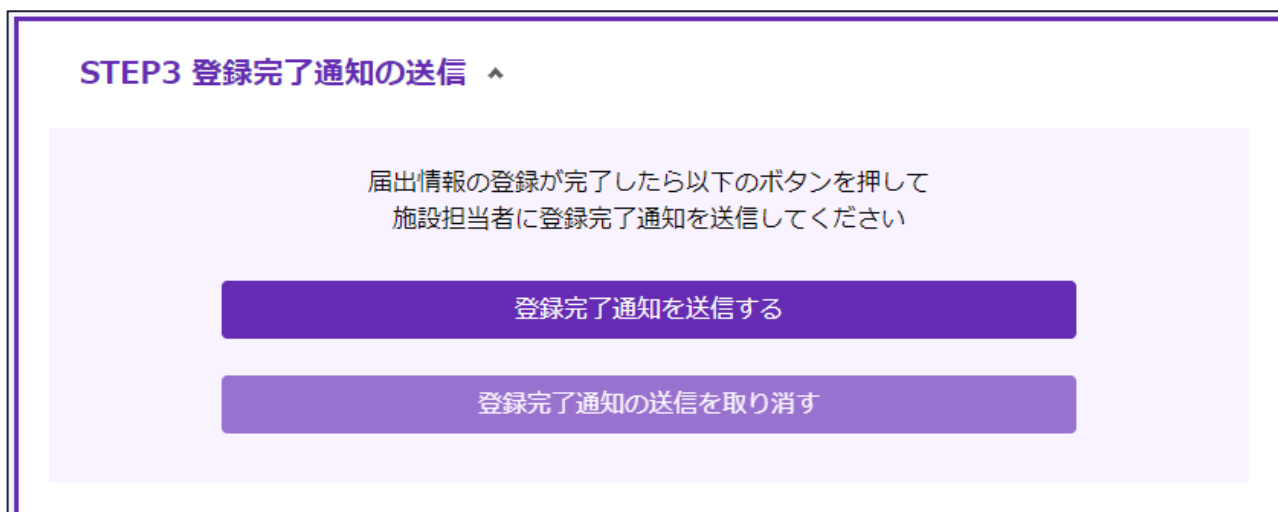 STEP3 登録完了通知の送信
届出情報の登録が完了したら以下のボタンを押して
施設担当者に登録完了通知を送信してください
登録完了通知を送信する
登録完了通知の送信を取り消す